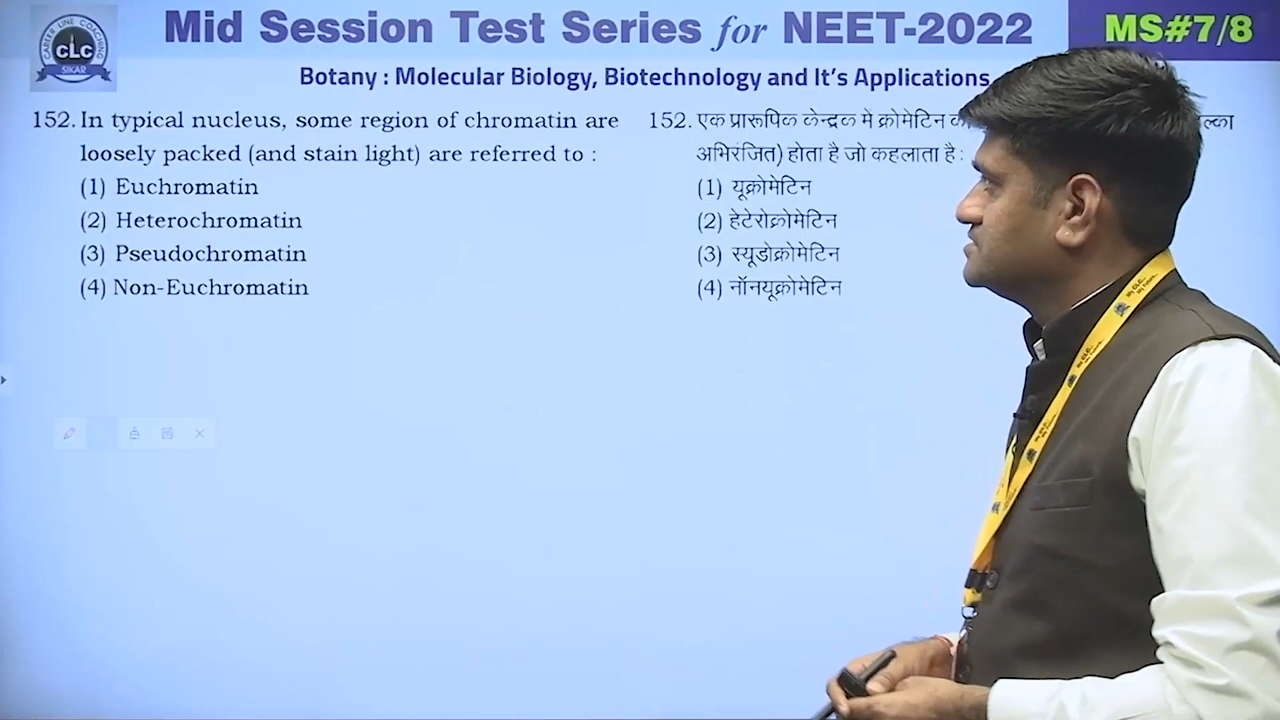 CAREER LINE COACHING
CLC
SIKAR
Mid Session Test Series for NEET-2022
MS#7/8
Botany : Molecular Biology, Biotechnology and It's Applications
152. In typical nucleus, some region of chromatin are
loosely packed (and stain light) are referred to :
(1) Euchromatin
(2) Heterochromatin
(3) Pseudochromatin
(4) Non-Euchromatin
152. एक प्रारूपिक केन्द्रक में क्रोमेटिन
अभिरंजित) होता है जो कहलाता है :
(1) यूक्रोमेटिन
(2) हेटेरोक्रोमेटिन
(3) स्यूडोक्रोमेटिन
(4) नॉनयूक्रोमेटिन